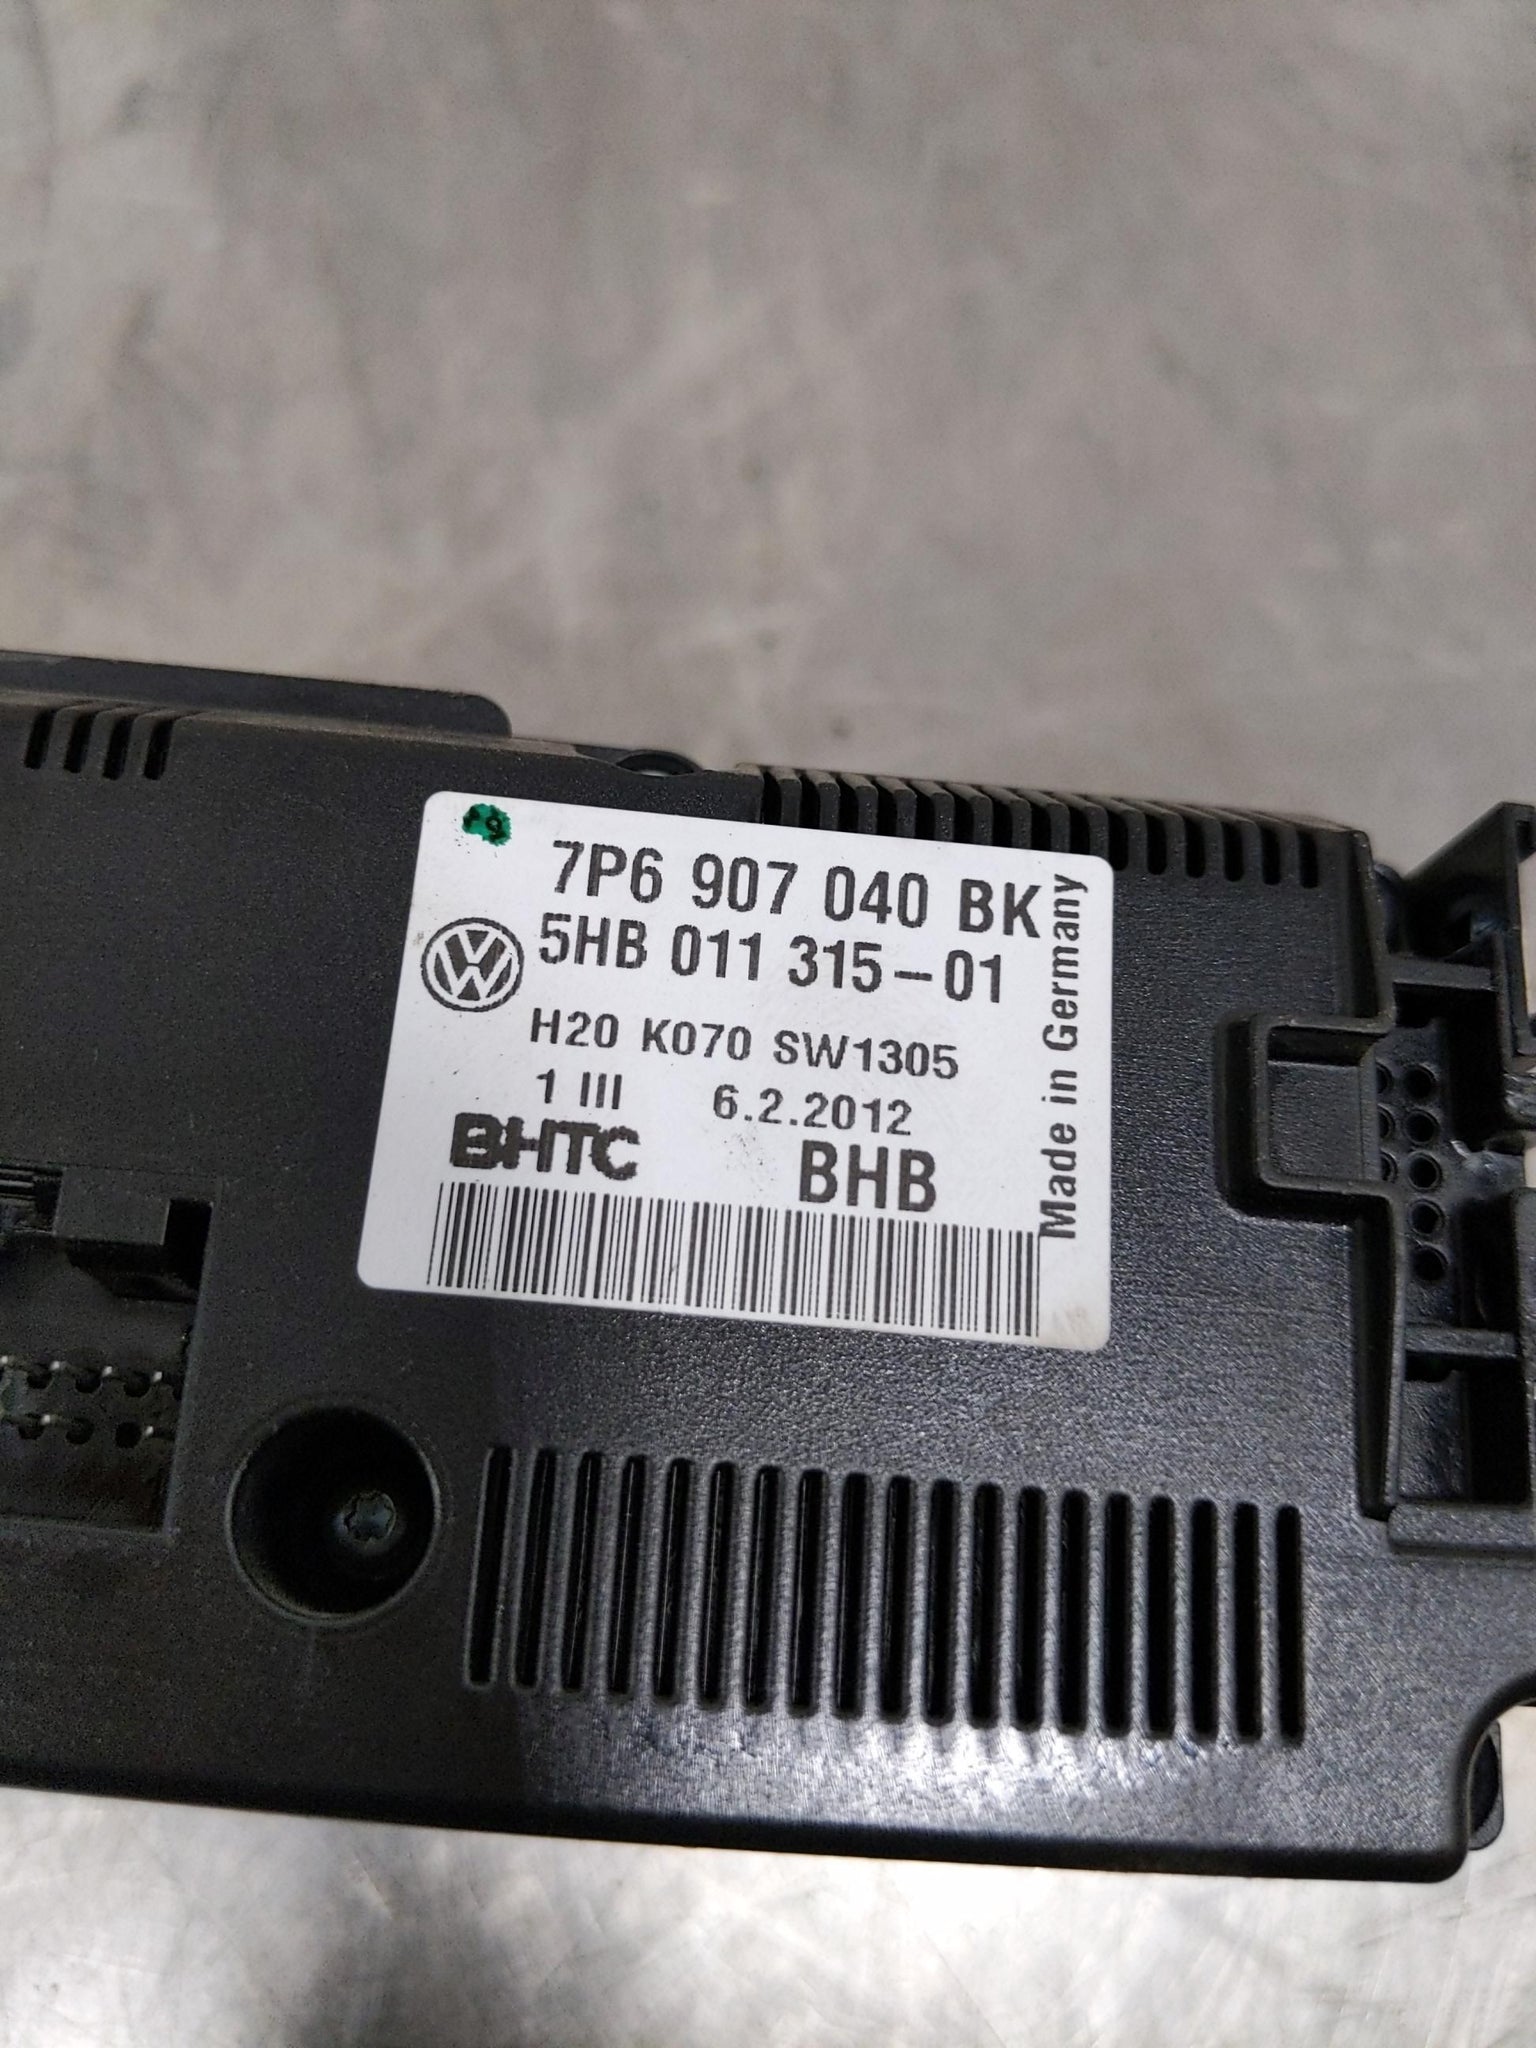 7P6 907 040 BK
5HB 011 315-01
H20 K070 SW1305
1 III 6.2.2012
BHTC BHB
Made in Germany